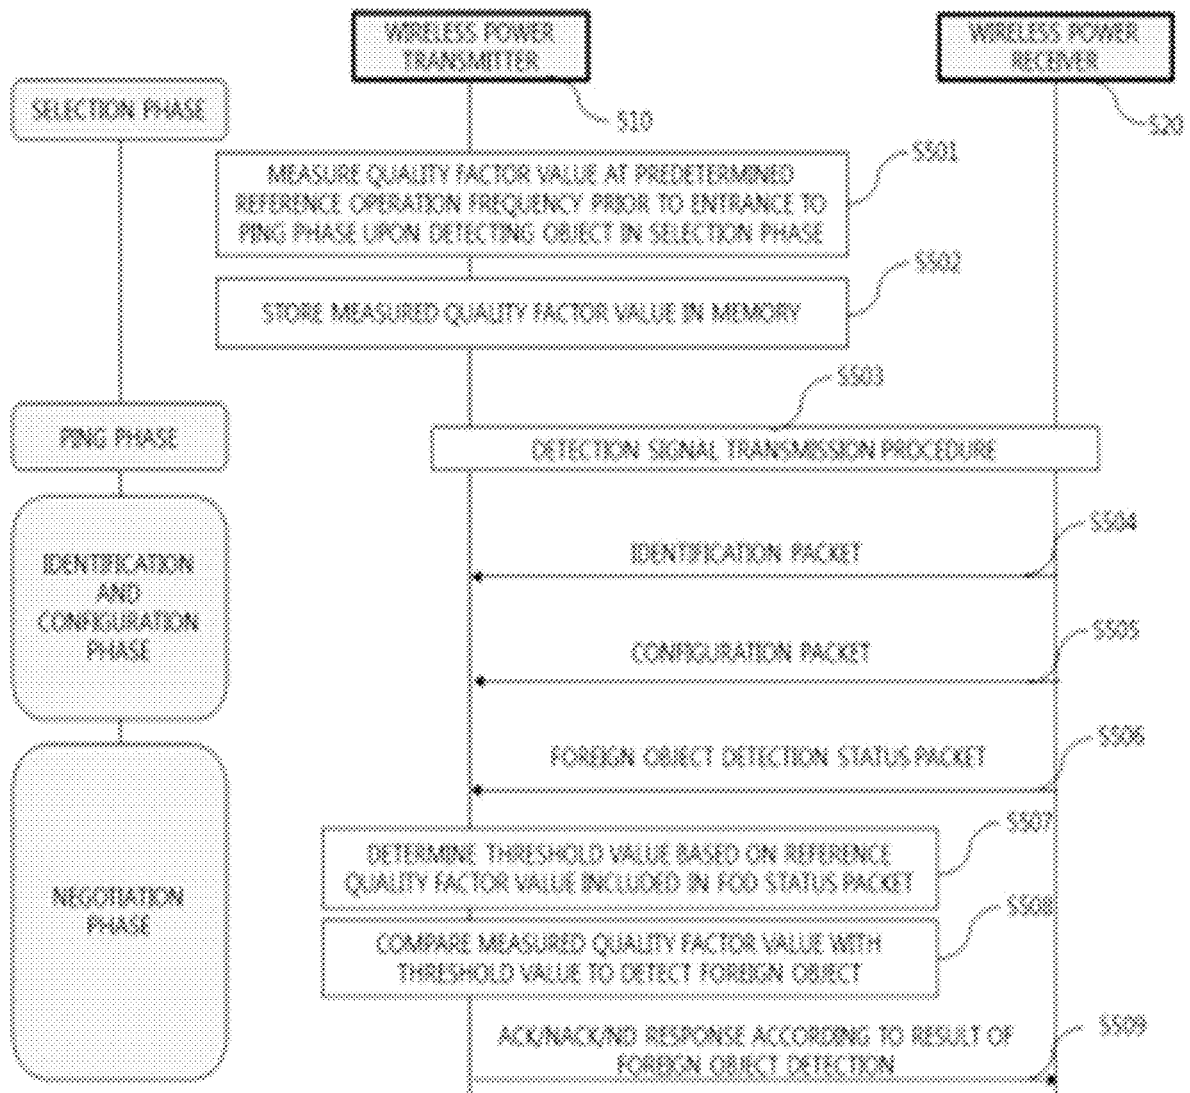 WIRELESS POWER
TRANSMITTER
WIRELESS POWER
RECEIVER
510
520
SELECTION PHASE
S501
MEASURE QUALITY FACTOR VALUE AT PREDETERMINED
REFERENCE OPERATION FREQUENCY PRIOR TO ENTRANCE TO
PING PHASE UPON DETECTING OBJECT IN SELECTION PHASE
S502
STORE MEASURED QUALITY FACTOR VALUE IN MEMORY
S503
PING PHASE
DETECTION SIGNAL TRANSMISSION PROCEDURE
S504
IDENTIFICATION PACKET
IDENTIFICATION
AND
CONFIGURATION
PHASE
S505
CONFIGURATION PACKET
S506
FOREIGN OBJECT DETECTION STATUS PACKET
S507
DETERMINE THRESHOLD VALUE BASED ON REFERENCE
QUALITY FACTOR VALUE INCLUDED IN FOD STATUS PACKET
NEGOTIATION
PHASE
S508
COMPARE MEASURED QUALITY FACTOR VALUE WITH
THRESHOLD VALUE TO DETECT FOREIGN OBJECT
S509
ACK/NACK/ND RESPONSE ACCORDING TO RESULT OF
FOREIGN OBJECT DETECTION